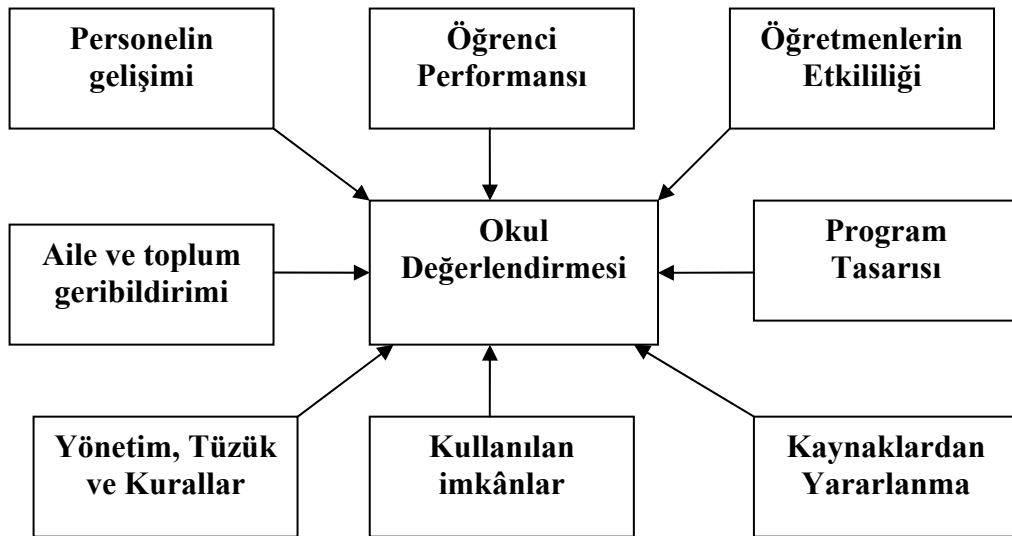 Personelin
gelişimi
Öğrenci
Performansı
Öğretmenlerin
Etkililiği
Aile ve toplum
geribildirimi
Okul
Değerlendirmesi
Program
Tasarısı
Yönetim, Tüzük
ve Kurallar
Kullanılan
imkânlar
Kaynaklardan
Yararlanma